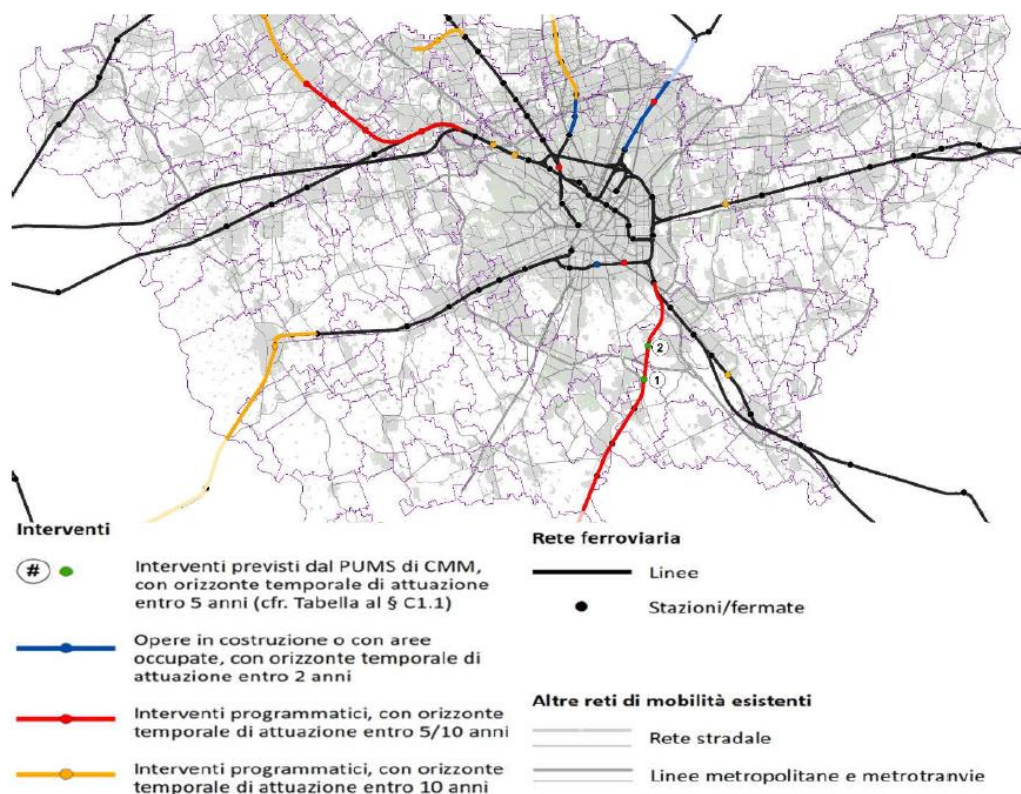 2
1
Interventi
#
Interventi previsti dal PUMS di CMM,
con orizzonte temporale di attuazione
entro 5 anni (cfr. Tabella al § C1.1)
Opere in costruzione o con aree
occupate, con orizzonte temporale di
attuazione entro 2 anni
Interventi programmatici, con orizzonte
temporale di attuazione entro 5/10 anni
Interventi programmatici, con orizzonte
temporale di attuazione entro 10 anni
Rete ferroviaria
Linee
Stazioni/fermate
Altre reti di mobilità esistenti
Rete stradale
Linee metropolitane e metrotranvie